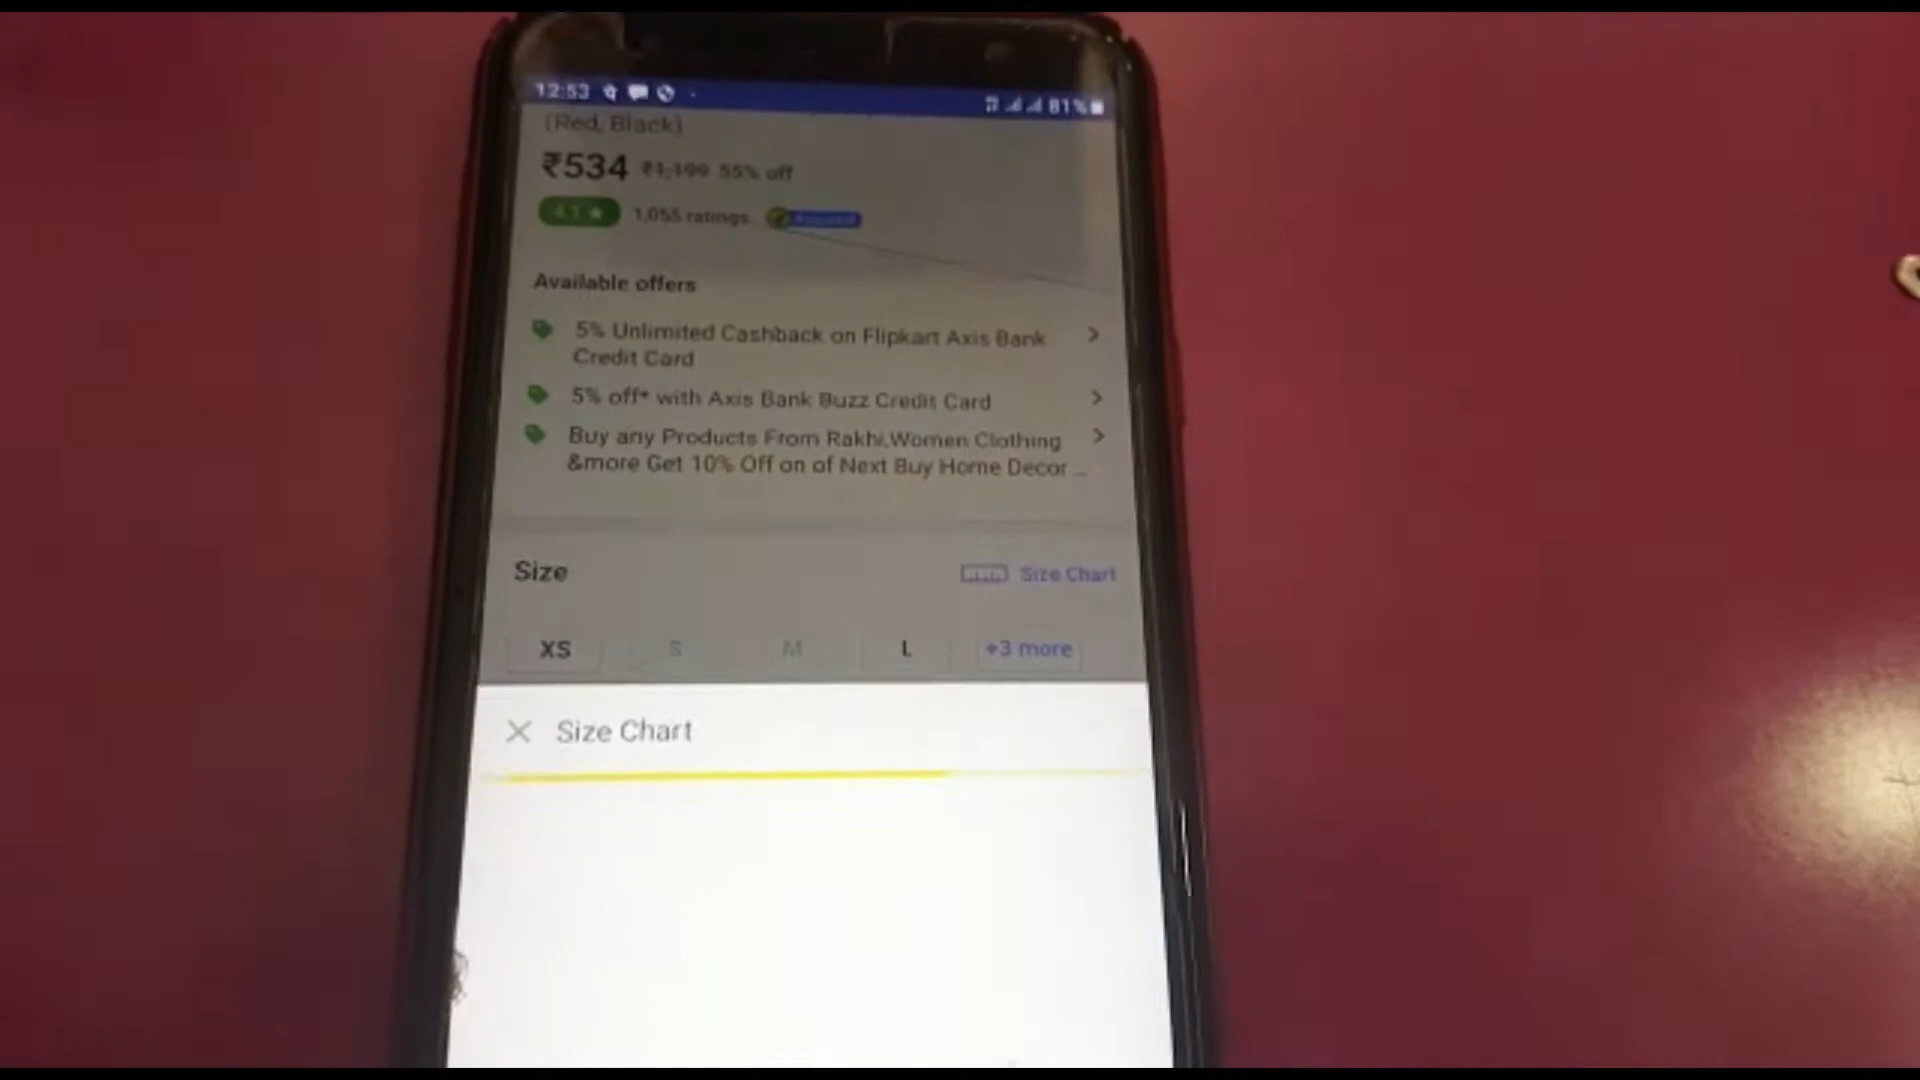 12:53 81%
(Red, Black)
₹534 ₹1,199 55% off
4.1 ★ 1,055 ratings Assured
Available offers
5% Unlimited Cashback on Flipkart Axis Bank
Credit Card
5% off* with Axis Bank Buzz Credit Card
Buy any Products From Rakhi,Women Clothing
&more Get 10% Off on of Next Buy Home Decor ...
Size Size Chart
XS S M L +3 more
Size Chart